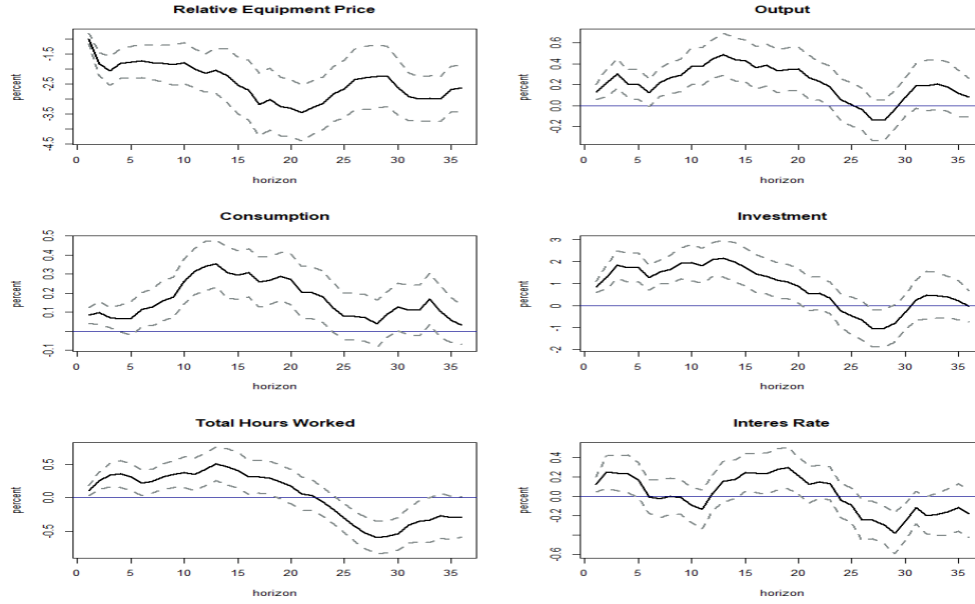 Relative Equipment Price
percent
-4.5 -3.5 -2.5 -1.5
0 5 10 15 20 25 30 35
horizon
Output
percent
-0.2 0.0 0.2 0.4 0.6
0 5 10 15 20 25 30 35
horizon
Consumption
percent
-0.1 0.1 0.2 0.3 0.4 0.5
0 5 10 15 20 25 30 35
horizon
Investment
percent
-2 -1 0 1 2 3
0 5 10 15 20 25 30 35
horizon
Total Hours Worked
percent
-0.5 0.0 0.5
0 5 10 15 20 25 30 35
horizon
Interes Rate
percent
-0.6 -0.2 0.0 0.2 0.4
0 5 10 15 20 25 30 35
horizon